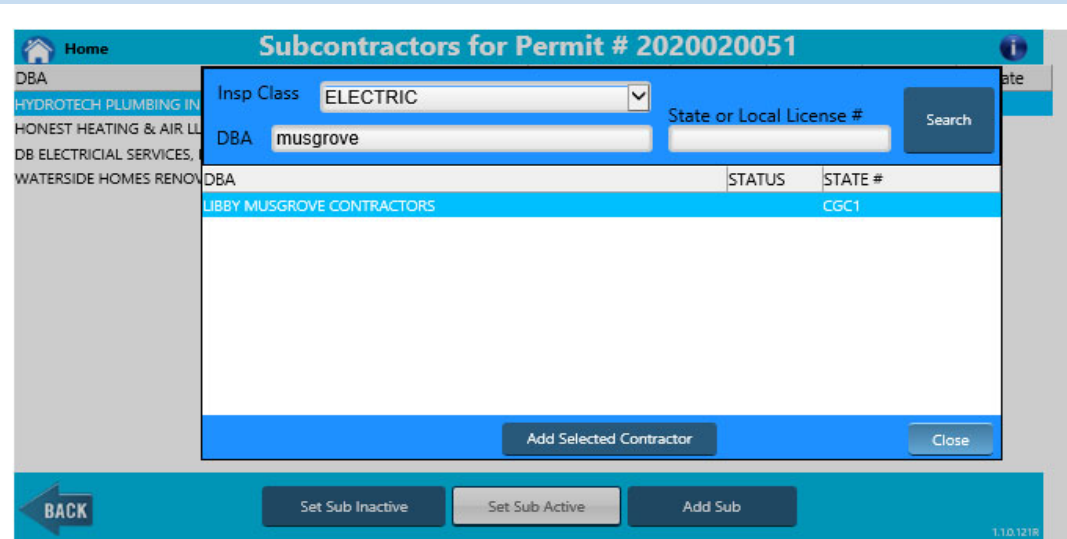 Home
Subcontractors for Permit # 2020020051
i
DBA
ate
HYDROTECH PLUMBING IN
HONEST HEATING & AIR LL
DB ELECTRICIAL SERVICES,
WATERSIDE HOMES RENOV
Insp Class
ELECTRIC
State or Local License #
Search
DBA
musgrove
DBA
STATUS
STATE #
LIBBY MUSGROVE CONTRACTORS
CGC1
Add Selected Contractor
Close
BACK
Set Sub Inactive
Set Sub Active
Add Sub
1.1.0.121R